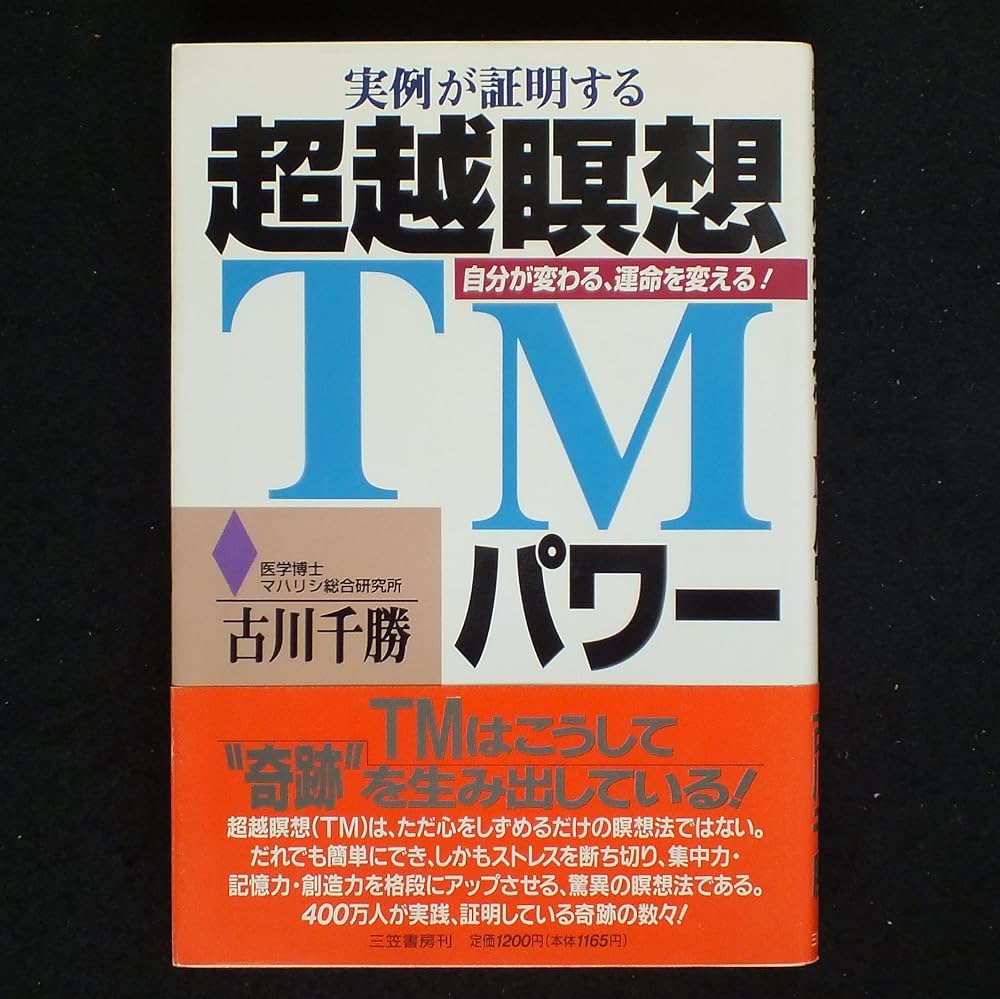 実例が証明する
超越瞑想
自分が変わる、運命を変える!
TM
パワー
医学博士
マハリシ総合研究所
古川千勝
TMはこうして
"奇跡"を生み出している!
超越瞑想(TM)は、ただ心をしずめるだけの瞑想法ではない。
だれでも簡単にでき、しかもストレスを断ち切り、集中力・
記憶力・創造力を格段にアップさせる、驚異の瞑想法である。
400万人が実践、証明している奇跡の数々!
三笠書房刊 定価1200円(本体1165円)